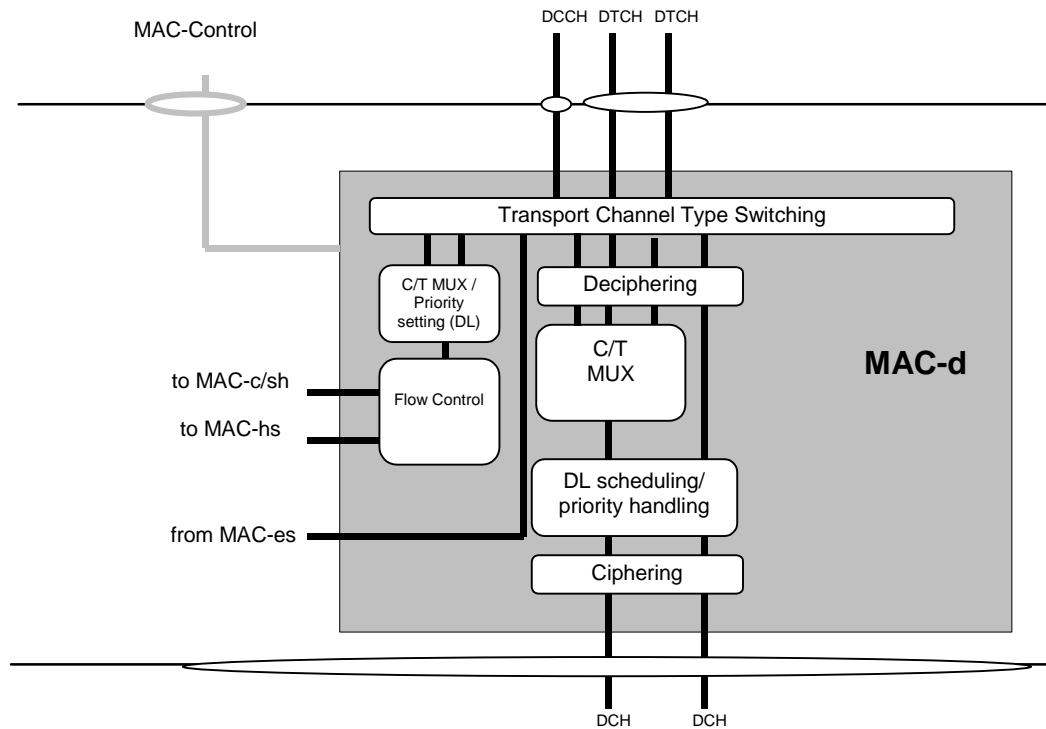 DCCH DTCH DTCH
MAC-Control
Transport Channel Type Switching
C/T MUX /
Priority
setting (DL)
Deciphering
C/T
MUX
MAC-d
to MAC-c/sh
Flow Control
to MAC-hs
DL scheduling/
priority handling
from MAC-es
Ciphering
DCH DCH